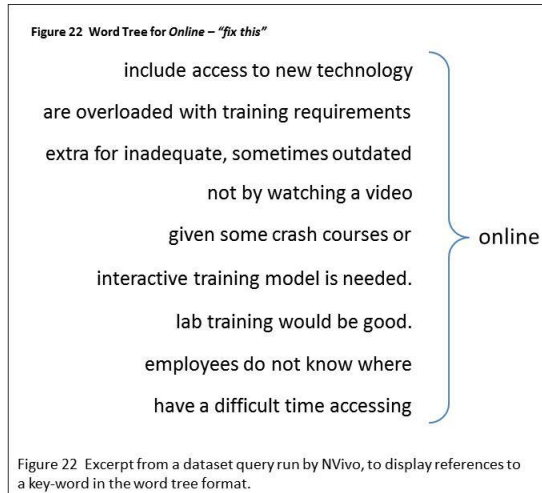 Figure 22 Word Tree for Online – "fix this"
include access to new technology
are overloaded with training requirements
extra for inadequate, sometimes outdated
not by watching a video
given some crash courses or
online
interactive training model is needed.
lab training would be good.
employees do not know where
have a difficult time accessing
Figure 22 Excerpt from a dataset query run by NVivo, to display references to
a key-word in the word tree format.